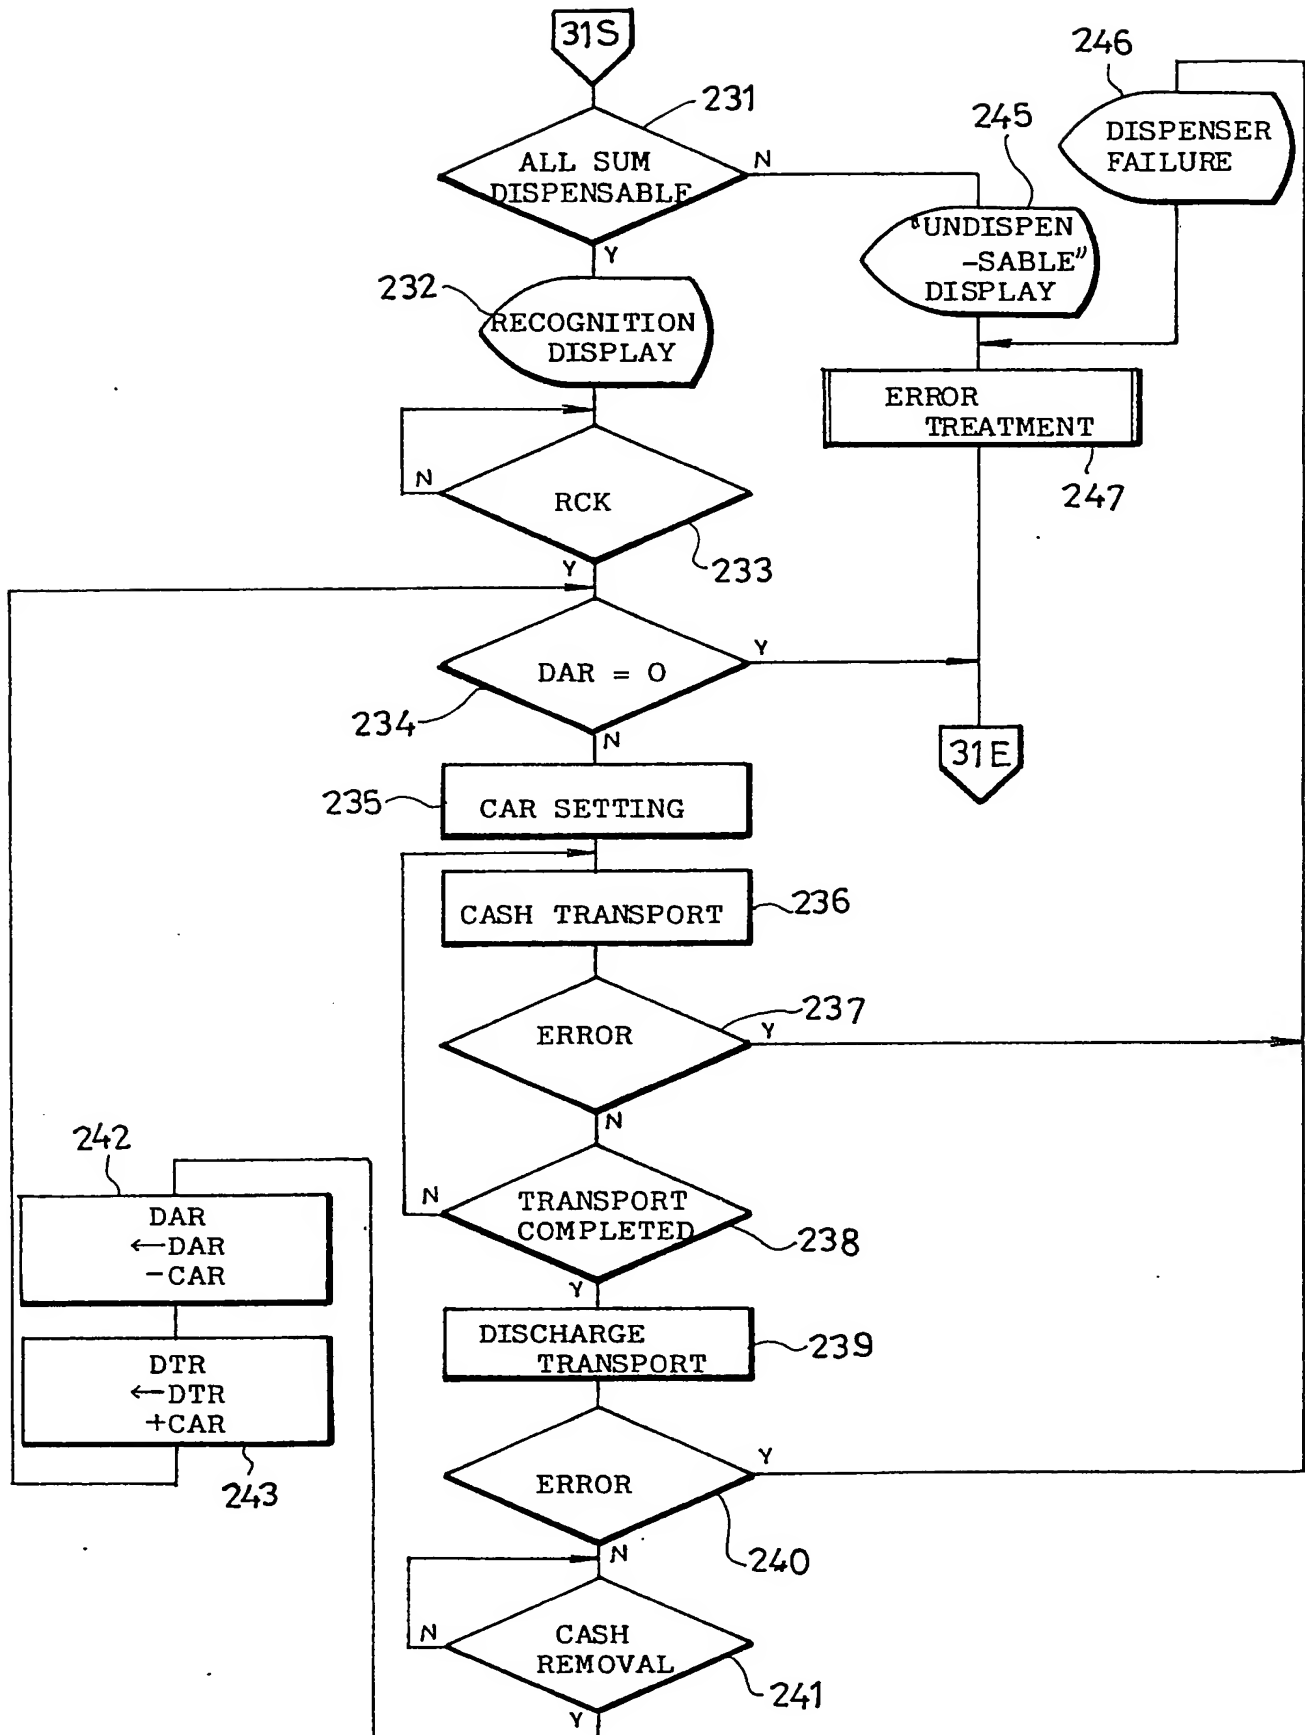 31S
231
ALL SUM
DISPENSABLE
N
Y
246
DISPENSER
FAILURE
245
"UNDISPEN
-SABLE"
DISPLAY
232
RECOGNITION
DISPLAY
ERROR
TREATMENT
247
N
RCK
233
Y
DAR = 0
Y
234
N
31E
235
CAR SETTING
CASH TRANSPORT
236
237
ERROR
Y
N
242
DAR
←DAR
-CAR
N
TRANSPORT
COMPLETED
238
Y
DISCHARGE
TRANSPORT
239
DTR
←DTR
+CAR
243
ERROR
Y
240
N
N
CASH
REMOVAL
241
Y